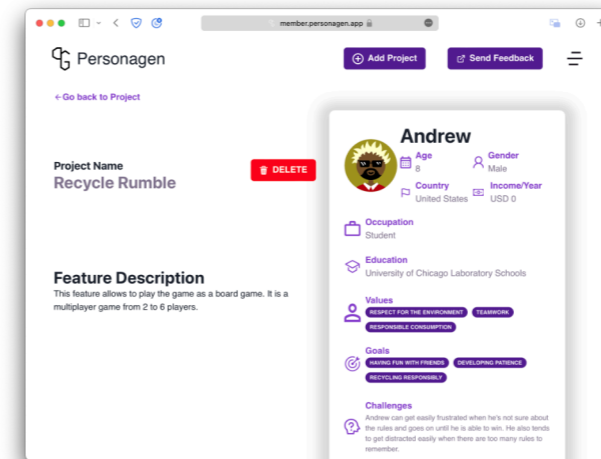 member.personagen.app
Personagen
Add Project
Send Feedback
←Go back to Project
Project Name
Recycle Rumble
DELETE
Feature Description
This feature allows to play the game as a board game. It is a
multiplayer game from 2 to 6 players.
Andrew
Age
8
Gender
Male
Country
United States
Income/Year
USD 0
Occupation
Student
Education
University of Chicago Laboratory Schools
Values
RESPECT FOR THE ENVIRONMENT
TEAMWORK
RESPONSIBLE CONSUMPTION
Goals
HAVING FUN WITH FRIENDS
DEVELOPING PATIENCE
RECYCLING RESPONSIBLY
Challenges
Andrew can get easily frustrated when he's not sure about
the rules and goes on until he is able to win. He also tends
to get distracted easily when there are too many rules to
remember.